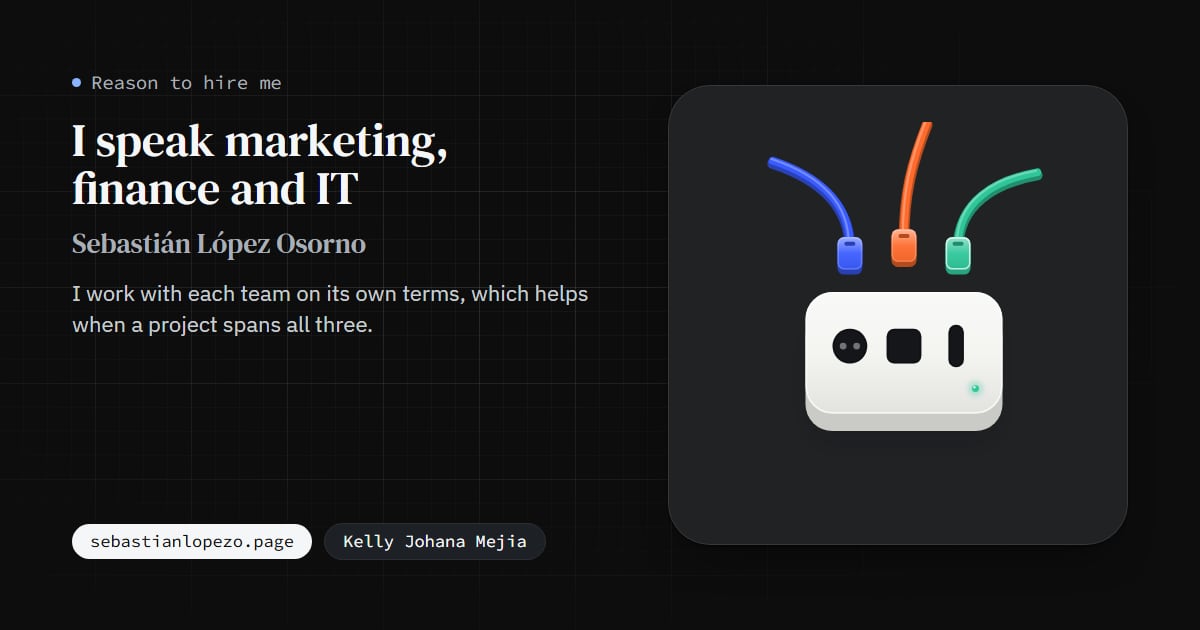 Reason to hire me
I speak marketing,
finance and IT
Sebastián López Osorno
I work with each team on its own terms, which helps
when a project spans all three.
sebastianlopezo.page
Kelly Johana Mejia